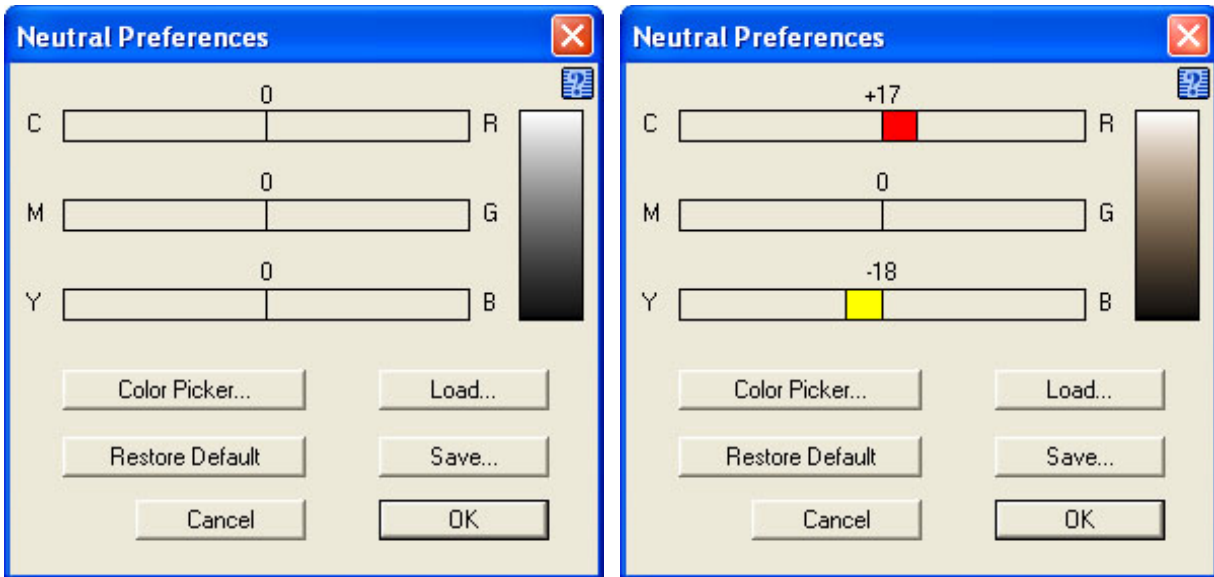 Neutral Preferences
0
C R
0
M G
0
Y B
Color Picker... Load...
Restore Default Save...
Cancel OK
Neutral Preferences
+17
C R
0
M G
-18
Y B
Color Picker... Load...
Restore Default Save...
Cancel OK